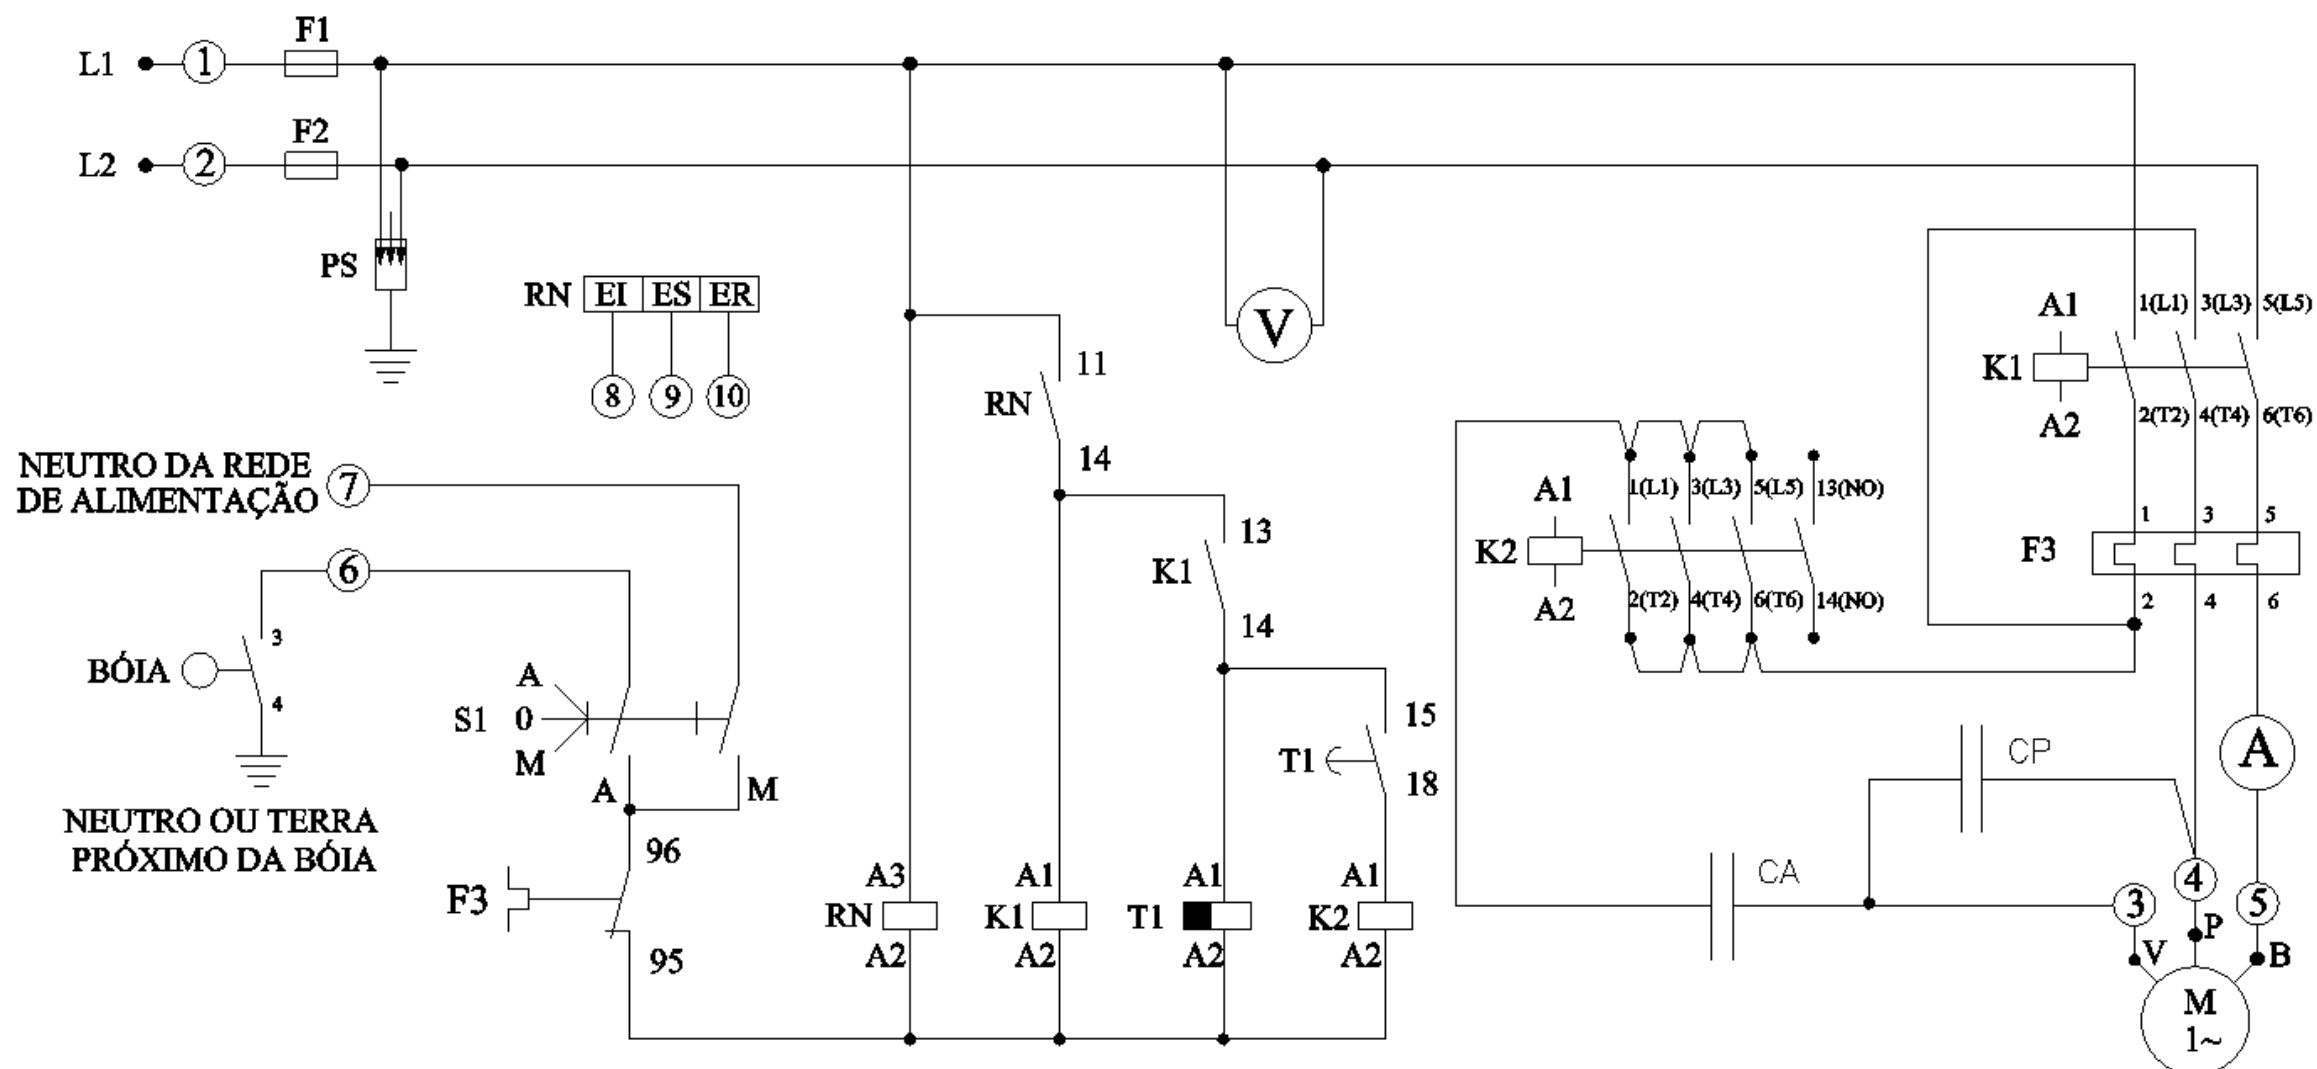 F1
L1 1
F2
L2 2
PS
RN EI ES ER
8 9 10
V
11
RN
14
NEUTRO DA REDE
DE ALIMENTAÇÃO 7
6
3
BÓIA
4
NEUTRO OU TERRA
PRÓXIMO DA BÓIA
A
S1 0
M
A M
96
F3
95
13
K1
14
15
T1
18
A3 A1 A1 A1
RN K1 T1 K2
A2 A2 A2 A2
A1 1(L1) 3(L3) 5(L5)
K1
A2 2(T2) 4(T4) 6(T6)
A1 1(L1) 3(L3) 5(L5) 13(NO)
K2
A2 2(T2) 4(T4) 6(T6) 14(NO)
1 3 5
F3
2 4 6
A
CP
CA
3 4 5
V P B
M
1~